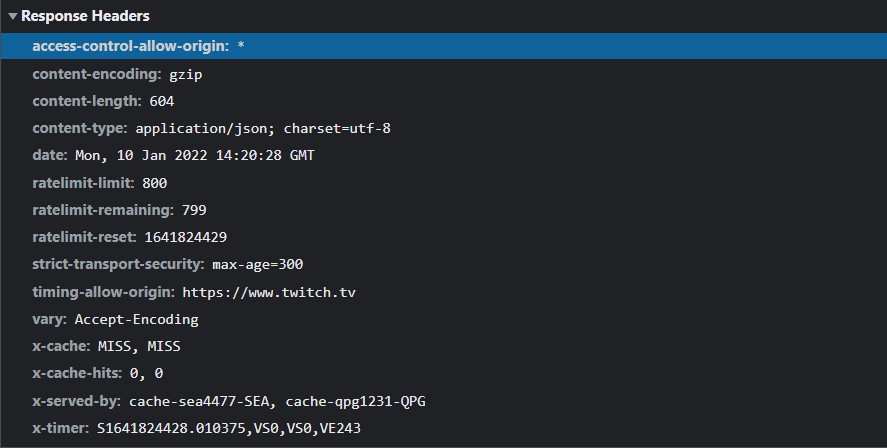 Response Headers
access-control-allow-origin: *
content-encoding: gzip
content-length: 604
content-type: application/json; charset=utf-8
date: Mon, 10 Jan 2022 14:20:28 GMT
ratelimit-limit: 800
ratelimit-remaining: 799
ratelimit-reset: 1641824429
strict-transport-security: max-age=300
timing-allow-origin: https://www.twitch.tv
vary: Accept-Encoding
x-cache: MISS, MISS
x-cache-hits: 0, 0
x-served-by: cache-sea4477-SEA, cache-qpg1231-QPG
x-timer: S1641824428.010375,VS0,VS0,VE243